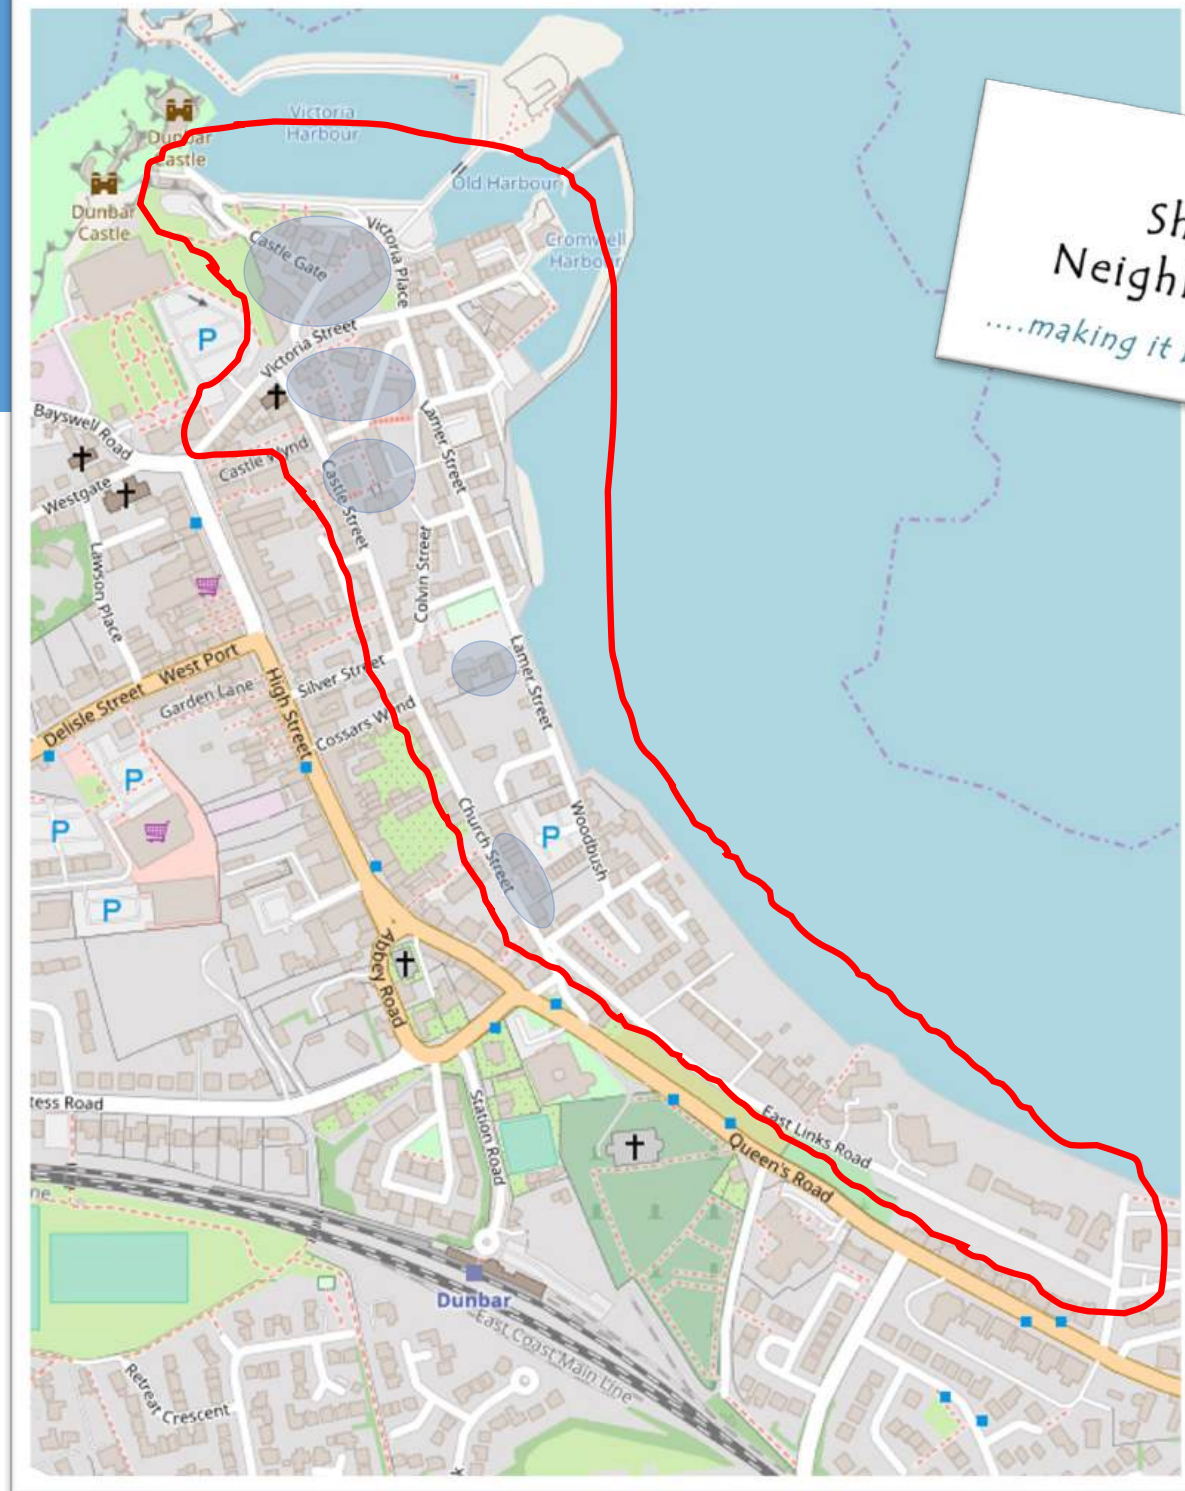 Victoria
Harbour
Dunbar
Castle
Old Harbour
Dunbar
Castle
Castle Gate
Victoria Place
Cromwell
Harbour
....making it
P
Victoria Street
Bayswell Road
Larner Street
Castle Wynd
Westgate
Castle Street
Lawson Place
Colvin Street
West Port
Silver Street
Larner Street
Garden Lane
High Street
Delisle Street
Cossars Wynd
P
Church Street
Woodbush
P
P
P
Abbey Road
tess Road
Station Road
East Links Road
Queen's Road
Dunbar
East Coast Main Line
Retreat Crescent